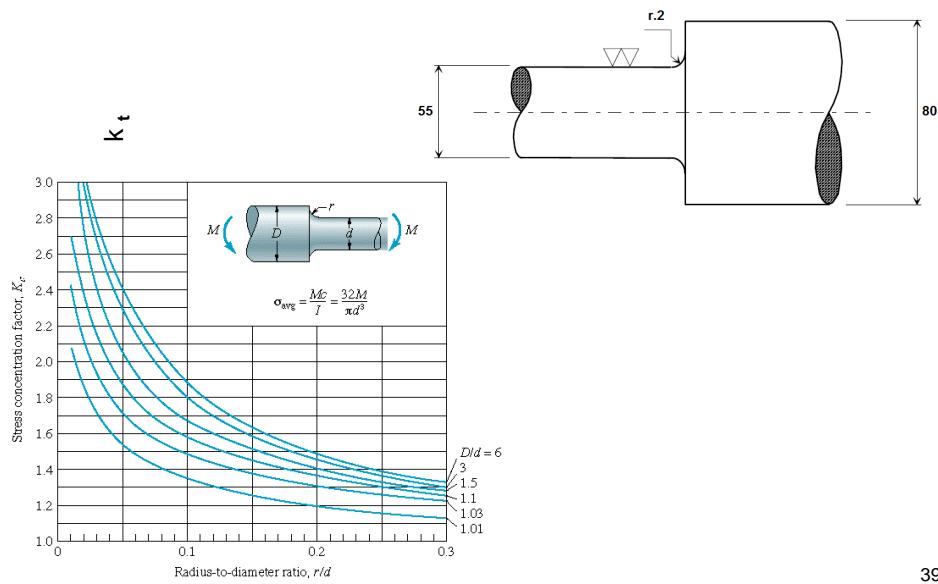 r.2
55
80
k t
3.0
2.8
2.6
2.4
2.2
2.0
1.8
1.6
1.4
1.2
1.0
Stress concentration factor, Kc
M
D
r
d
M
σavg = Mc/I = 32M/πd³
D/d = 6
3
1.5
1.1
1.03
1.01
0
0.1
0.2
0.3
Radius-to-diameter ratio, r/d
39